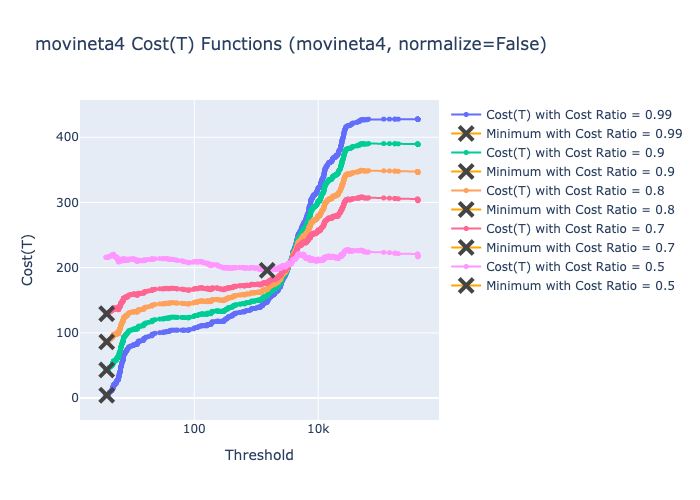 movineta4 Cost(T) Functions (movineta4, normalize=False)
Cost(T)
400
300
200
100
0
100
10k
Threshold
Cost(T) with Cost Ratio = 0.99
Minimum with Cost Ratio = 0.99
Cost(T) with Cost Ratio = 0.9
Minimum with Cost Ratio = 0.9
Cost(T) with Cost Ratio = 0.8
Minimum with Cost Ratio = 0.8
Cost(T) with Cost Ratio = 0.7
Minimum with Cost Ratio = 0.7
Cost(T) with Cost Ratio = 0.5
Minimum with Cost Ratio = 0.5